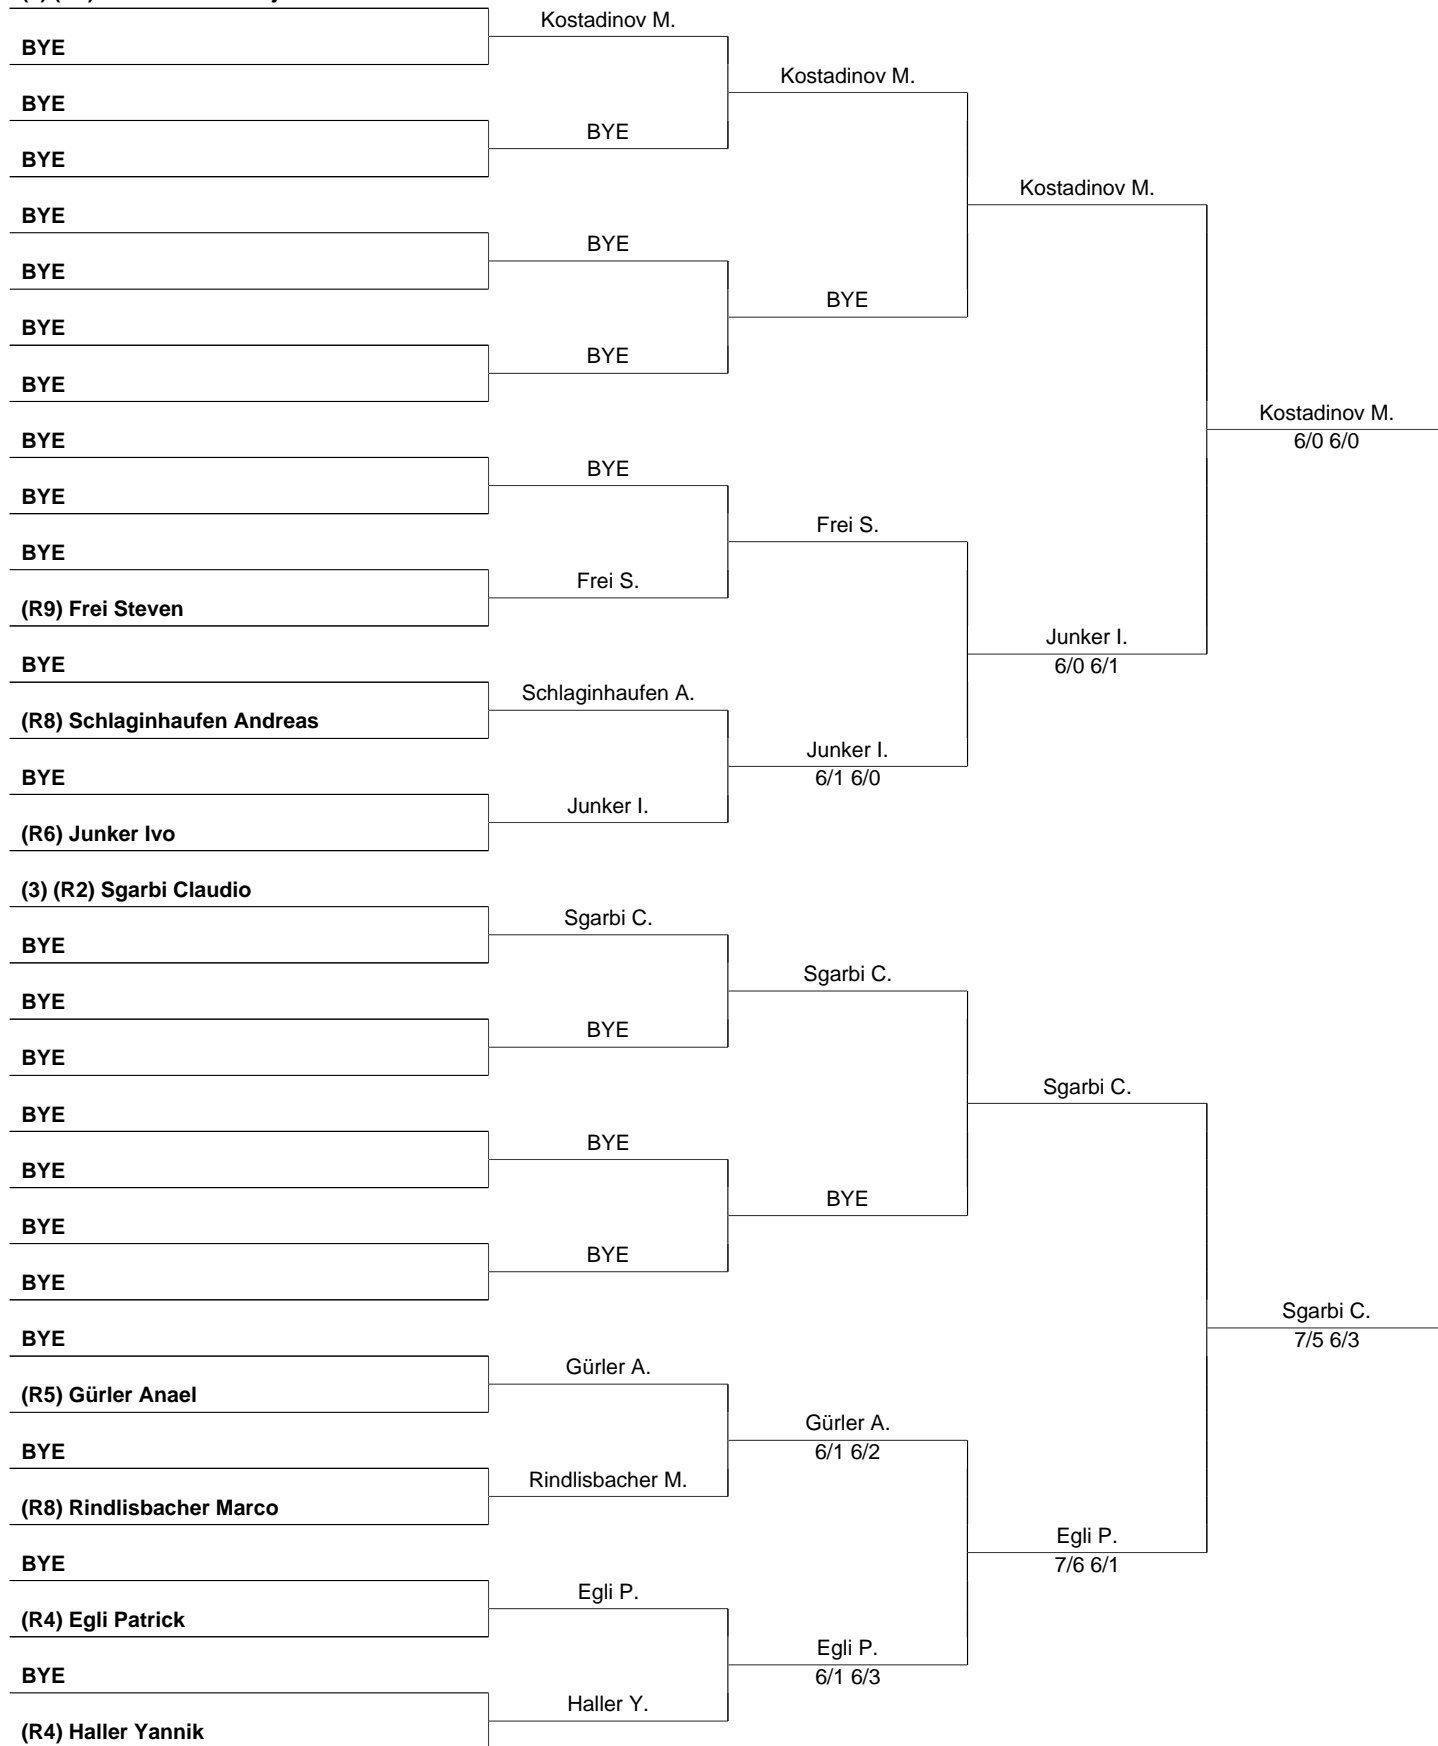 BYE
BYE
BYE
BYE
BYE
BYE
BYE
BYE
BYE
BYE
(R9) Frei Steven
BYE
(R8) Schlaginhaufen Andreas
BYE
(R6) Junker Ivo
(3) (R2) Sgarbi Claudio
BYE
BYE
BYE
BYE
BYE
BYE
BYE
BYE
(R5) Gürler Anael
BYE
(R8) Rindlisbacher Marco
BYE
(R4) Egli Patrick
BYE
(R4) Haller Yannik
Kostadinov M.
BYE
BYE
BYE
BYE
Frei S.
Schlaginhaufen A.
Junker I.
Sgarbi C.
BYE
BYE
BYE
Gürler A.
Rindlisbacher M.
Egli P.
Haller Y.
Kostadinov M.
BYE
Frei S.
Junker I.
6/1 6/0
Sgarbi C.
BYE
Gürler A.
6/1 6/2
Egli P.
6/1 6/3
Kostadinov M.
Junker I.
6/0 6/1
Sgarbi C.
Egli P.
7/6 6/1
Kostadinov M.
6/0 6/0
Sgarbi C.
7/5 6/3